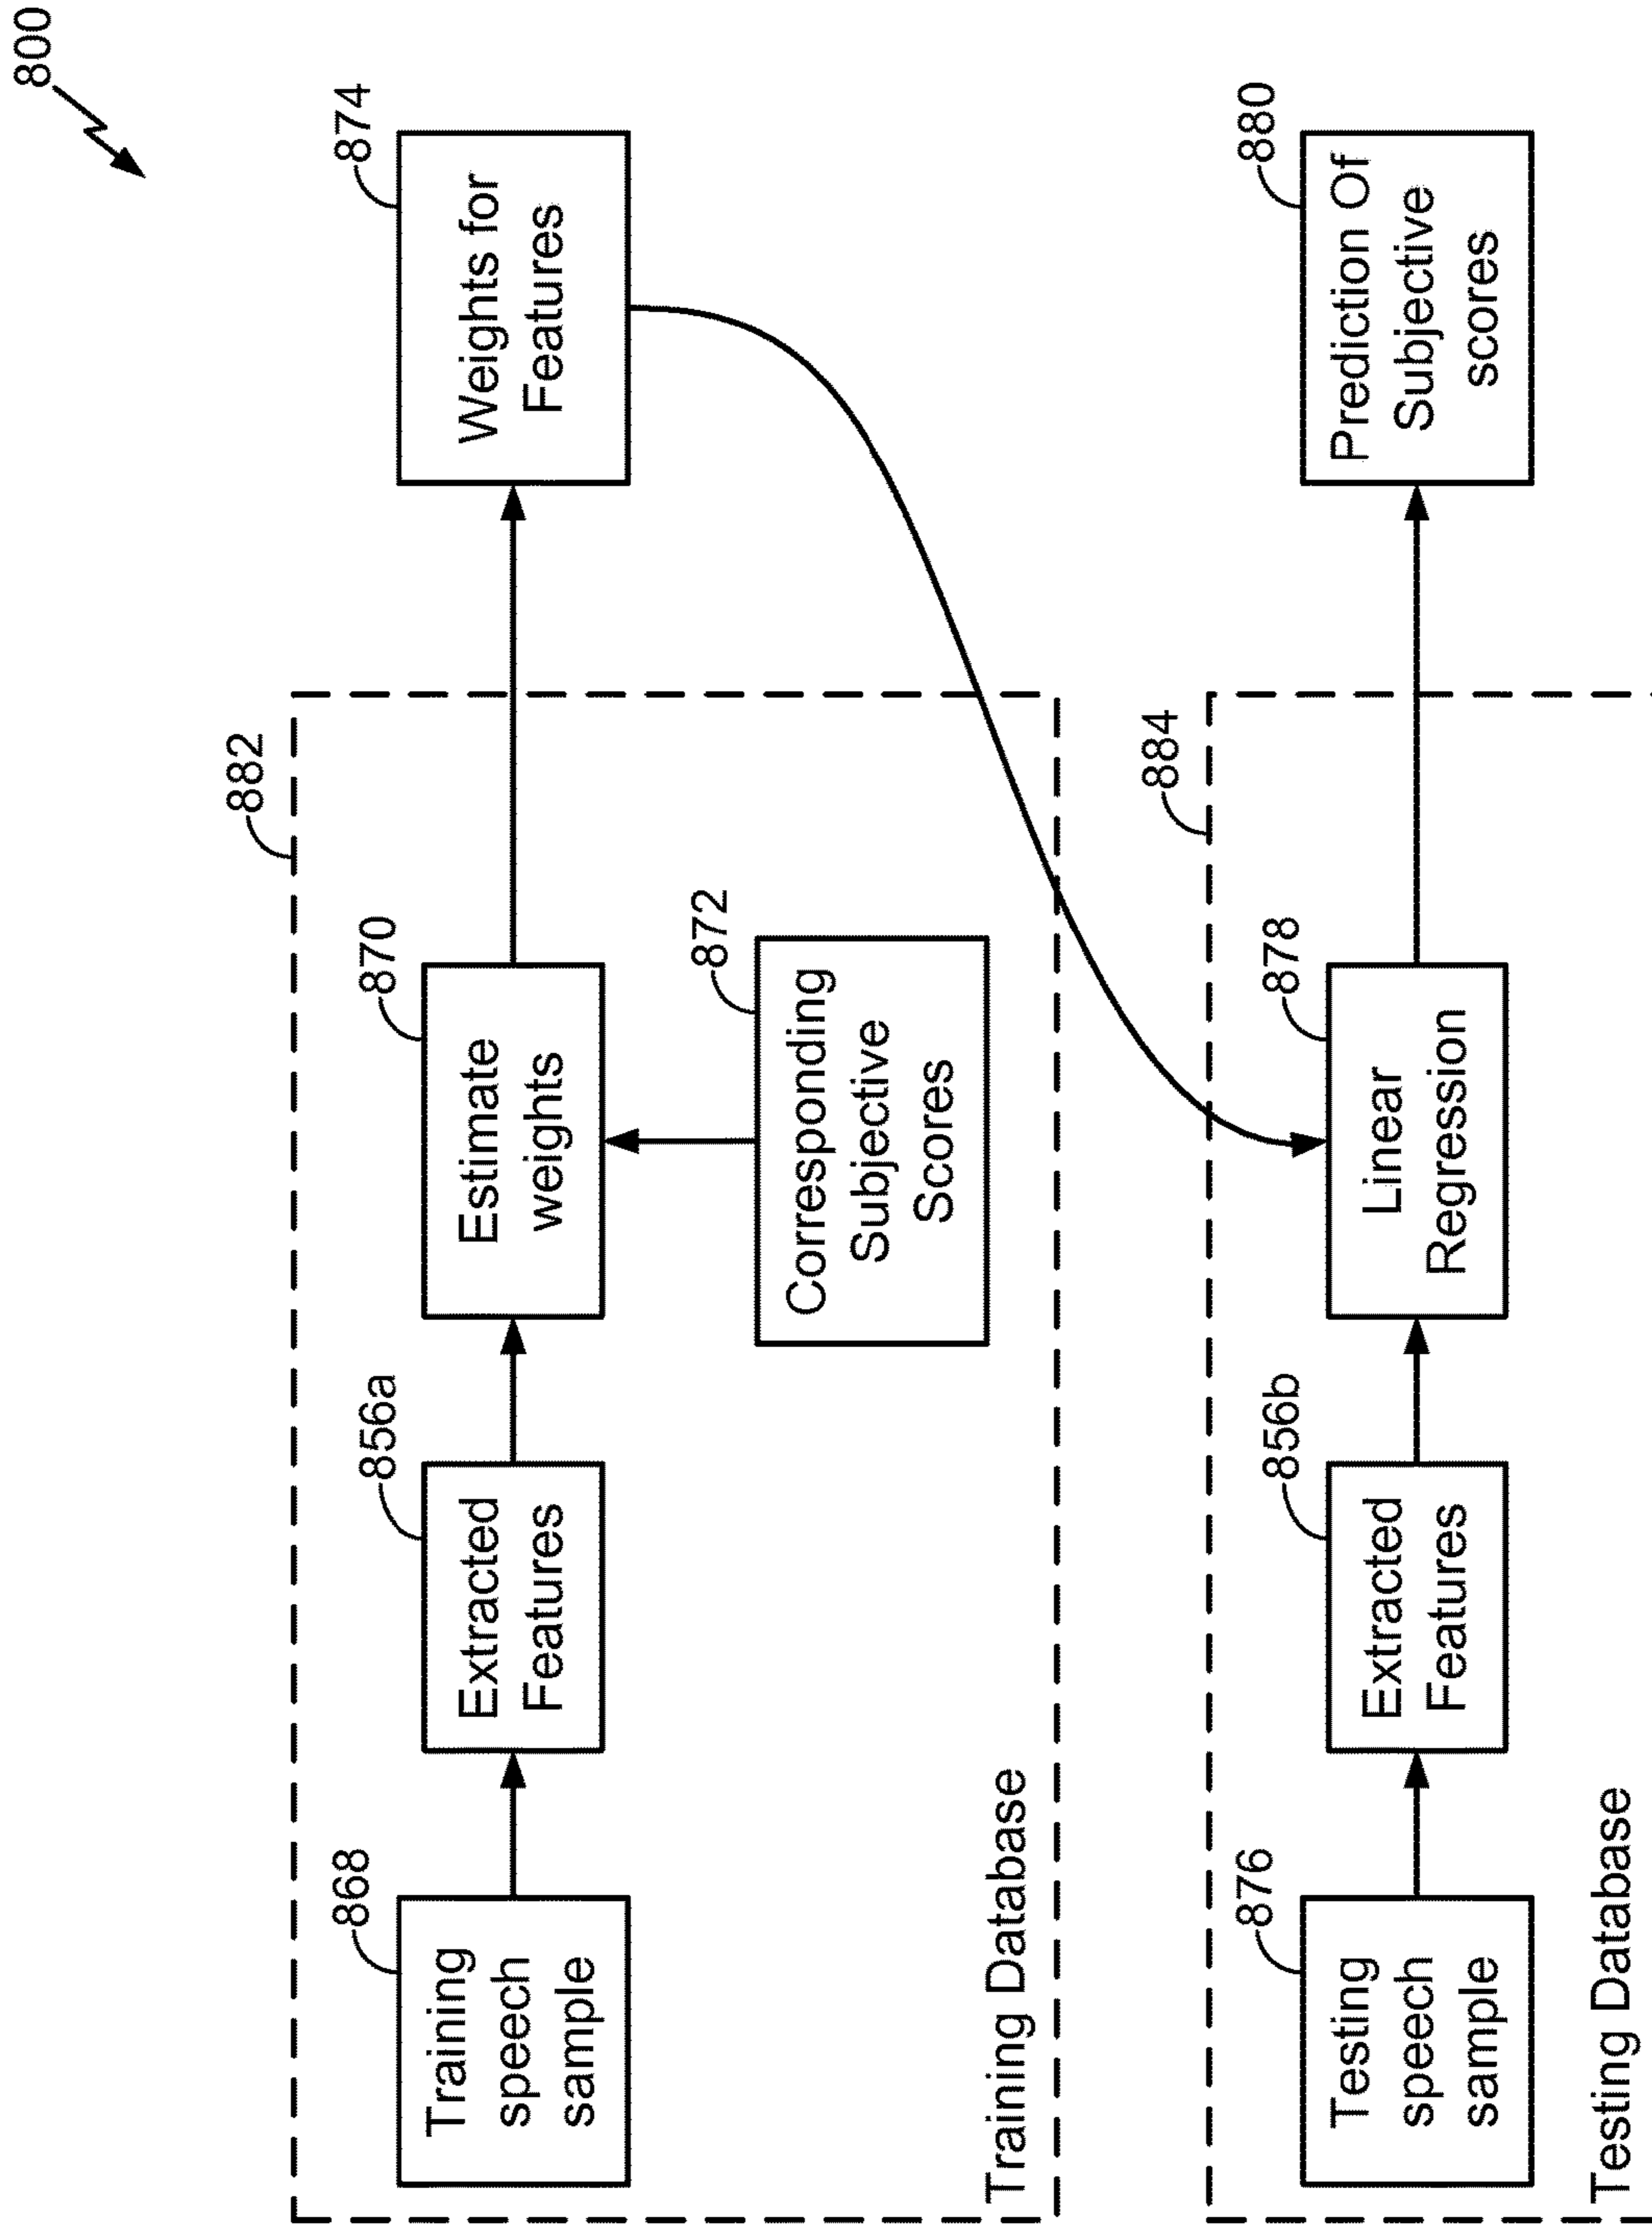 800
882
868
Training
speech
sample
856a
Extracted
Features
870
Estimate
weights
874
Weights for
Features
872
Corresponding
Subjective
Scores
Training Database
884
876
Testing
speech
sample
856b
Extracted
Features
878
Linear
Regression
880
Prediction Of
Subjective
scores
Testing Database